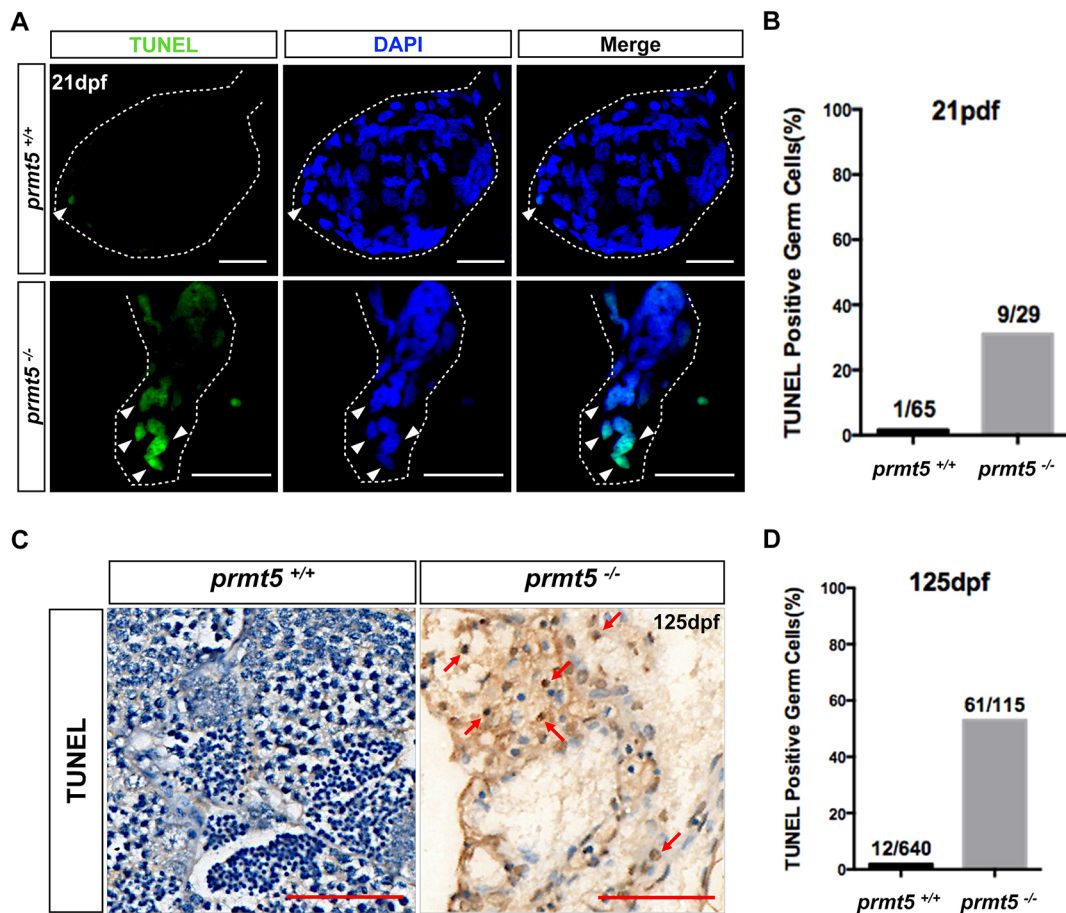 A
TUNEL
DAPI
Merge
21dpf
prmt5 +/+
prmt5 -/-
B
21pdf
TUNEL Positive Germ Cells(%)
100
80
60
40
20
0
1/65
9/29
prmt5 +/+
prmt5 -/-
C
prmt5 +/+
prmt5 -/-
TUNEL
125dpf
D
125dpf
TUNEL Positive Germ Cells(%)
100
80
60
40
20
0
12/640
61/115
prmt5 +/+
prmt5 -/-